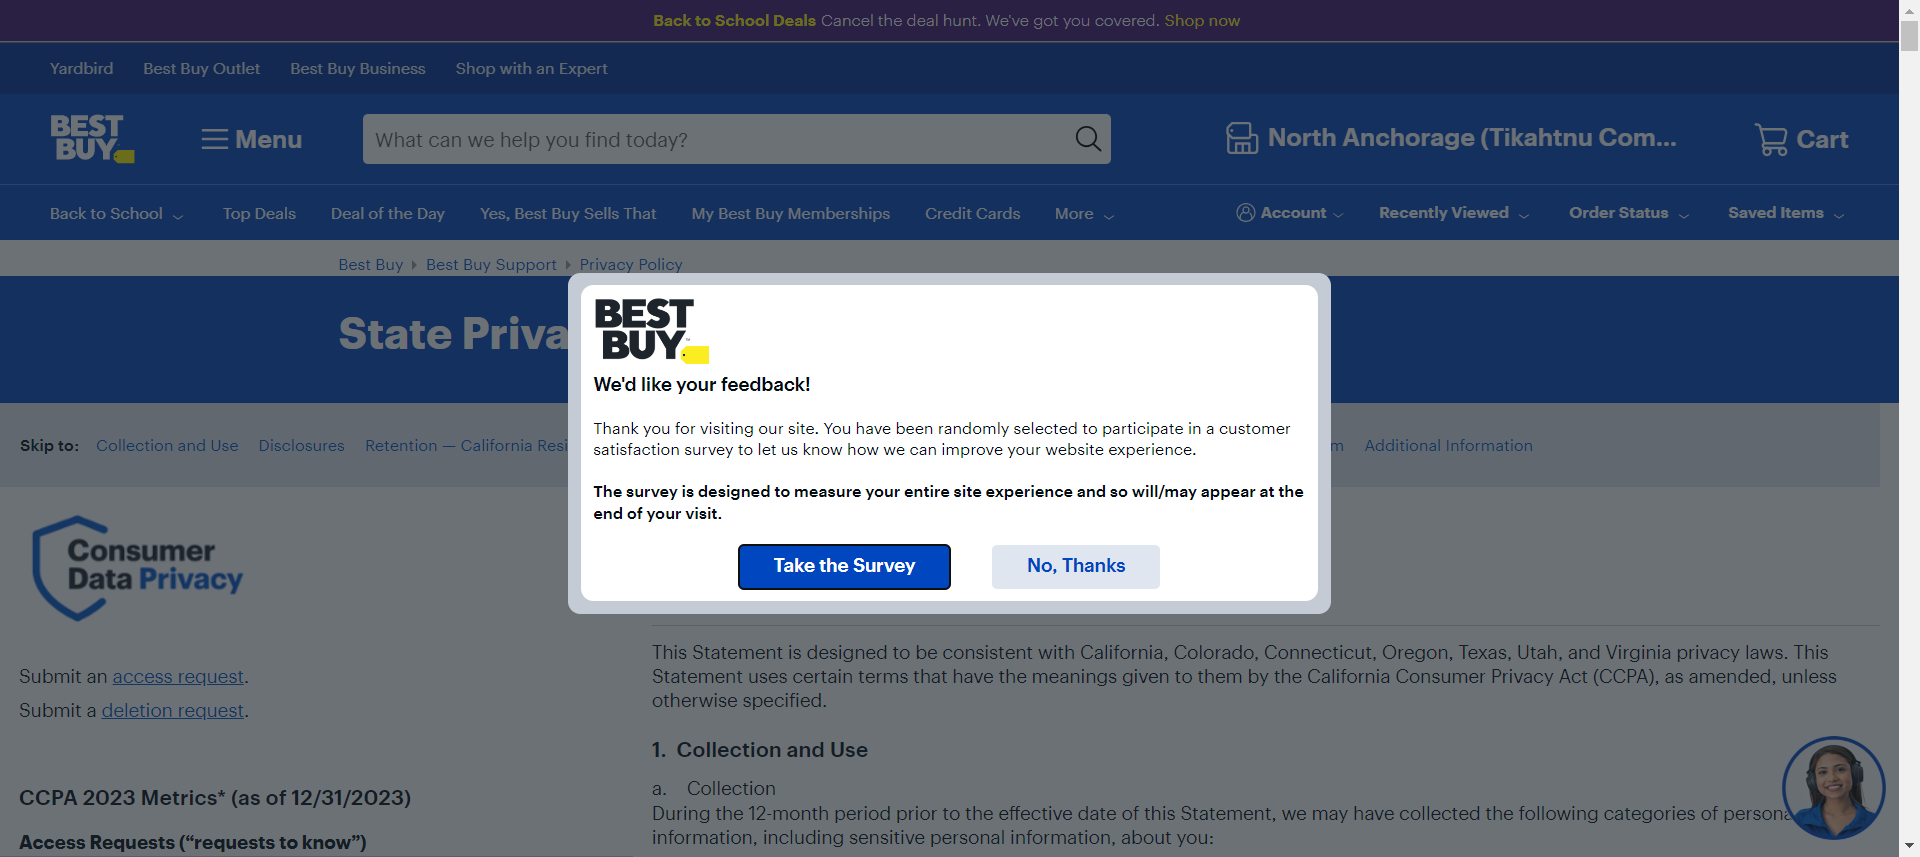 Back to School Deals Cancel the deal hunt. We've got you covered. Shop now
Yardbird Best Buy Outlet Best Buy Business Shop with an Expert
BEST BUY
Menu
What can we help you find today?
North Anchorage (Tikahtnu Com...
Cart
Back to School Top Deals Deal of the Day Yes, Best Buy Sells That My Best Buy Memberships Credit Cards More Account Recently Viewed Order Status Saved Items
Best Buy Best Buy Support Privacy Policy
State Priva
BEST
BUY™
We'd like your feedback!
Thank you for visiting our site. You have been randomly selected to participate in a customer
satisfaction survey to let us know how we can improve your website experience.
The survey is designed to measure your entire site experience and so will/may appear at the
end of your visit.
Take the Survey No, Thanks
Skip to: Collection and Use Disclosures Retention — California Resi m Additional Information
Consumer
Data Privacy
Submit an access request.
Submit a deletion request.
CCPA 2023 Metrics* (as of 12/31/2023)
Access Requests (“requests to know”)
This Statement is designed to be consistent with California, Colorado, Connecticut, Oregon, Texas, Utah, and Virginia privacy laws. This
Statement uses certain terms that have the meanings given to them by the California Consumer Privacy Act (CCPA), as amended, unless
otherwise specified.
1. Collection and Use
a. Collection
During the 12-month period prior to the effective date of this Statement, we may have collected the following categories of persona
information, including sensitive personal information, about you: